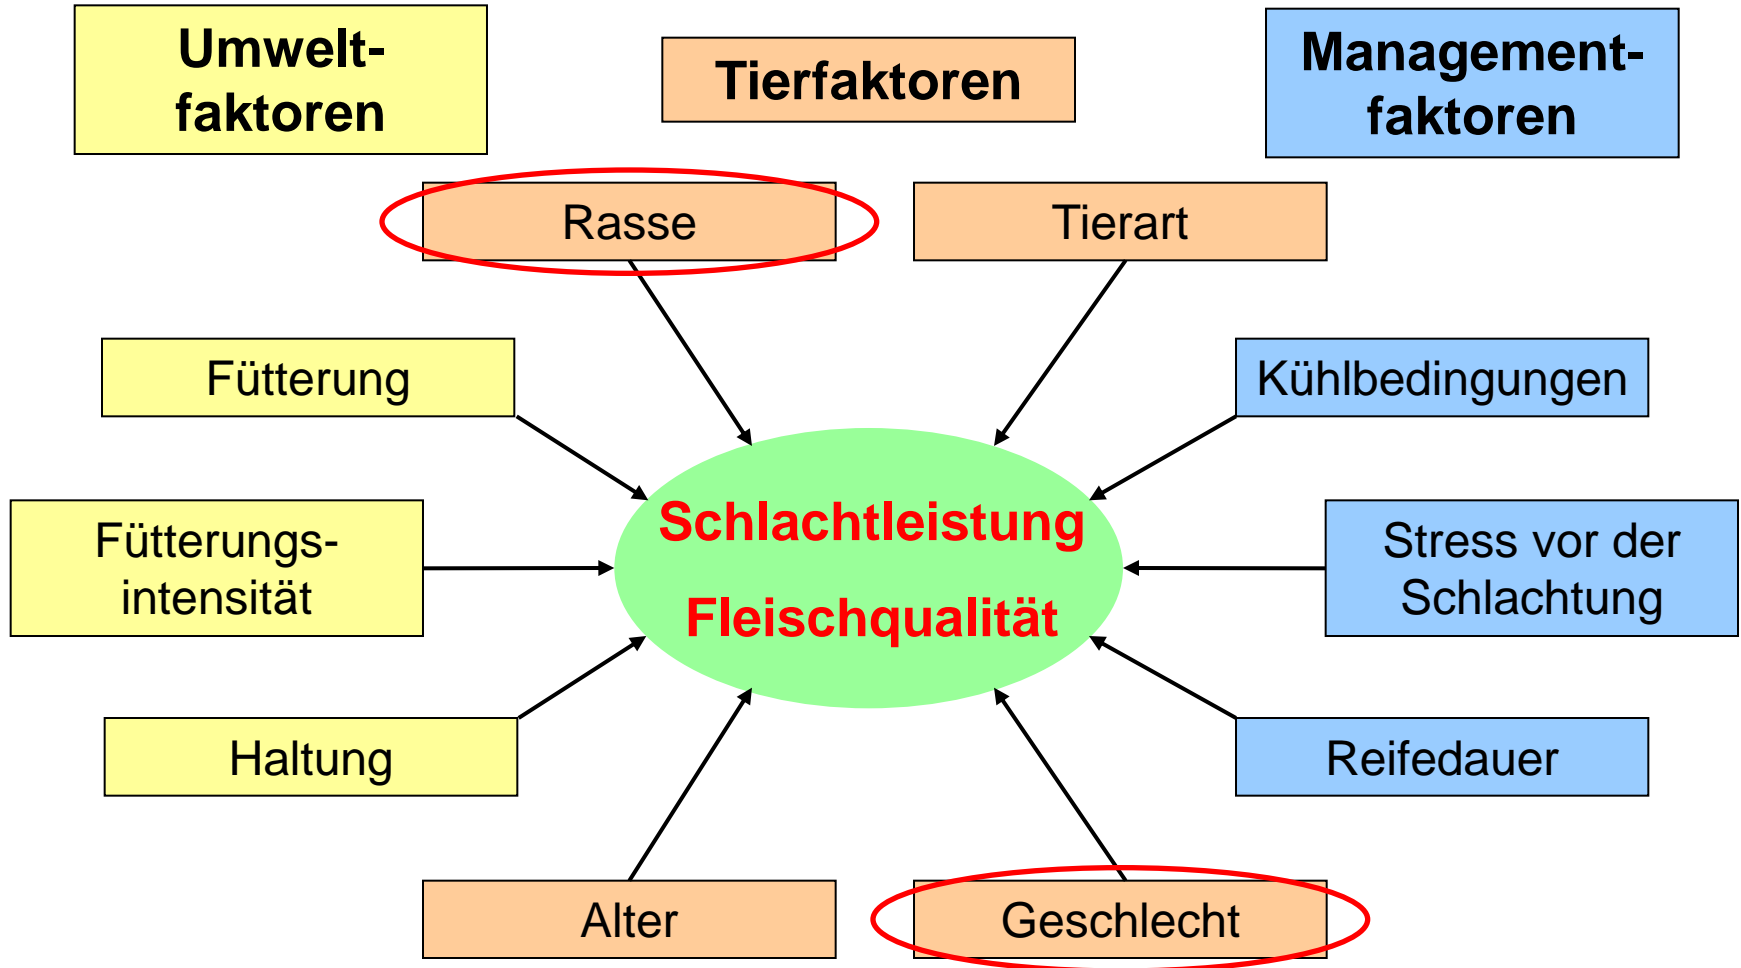 Umwelt-
faktoren
Tierfaktoren
Management-
faktoren
Rasse
Tierart
Fütterung
Kühlbedingungen
Schlachtleistung
Fleischqualität
Fütterungs-
intensität
Stress vor der
Schlachtung
Haltung
Reifedauer
Alter
Geschlecht